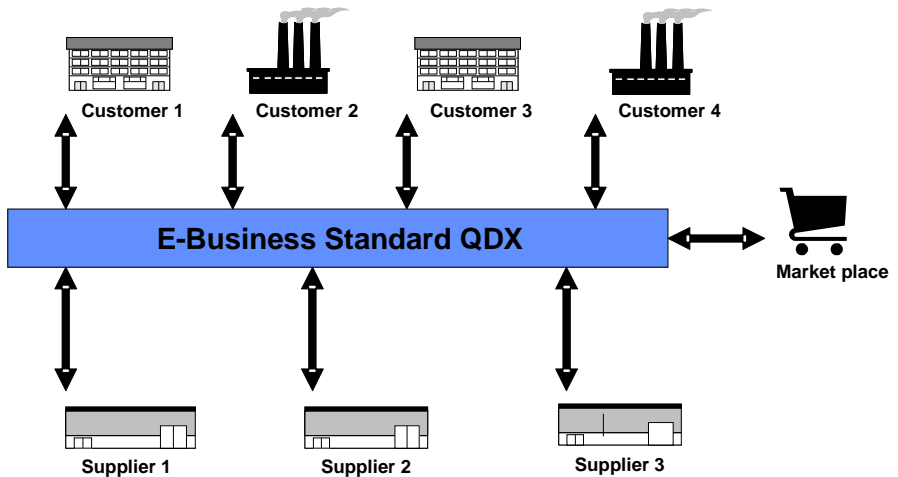 Customer 1
Customer 2
Customer 3
Customer 4
E-Business Standard QDX
Market place
Supplier 1
Supplier 2
Supplier 3